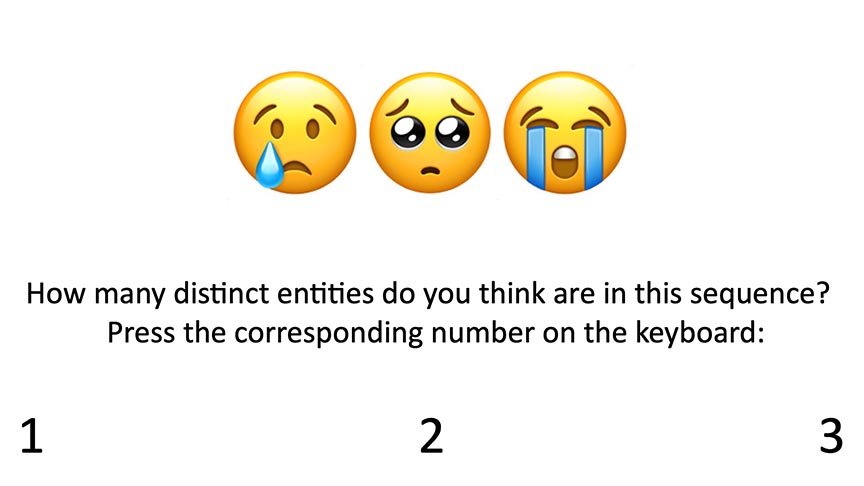 How many distinct entities do you think are in this sequence?
Press the corresponding number on the keyboard:
1 2 3